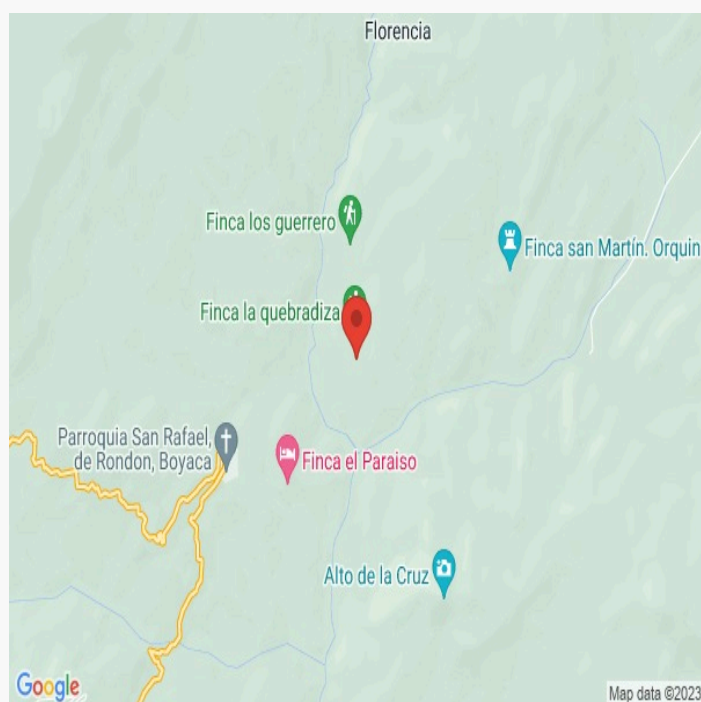 Florencia
Finca los guerrero
Finca san Martín. Orquin
Finca la quebradiza
Parroquia San Rafael,
de Rondon, Boyaca
Finca el Paraiso
Alto de la Cruz
Google
Map data ©2023